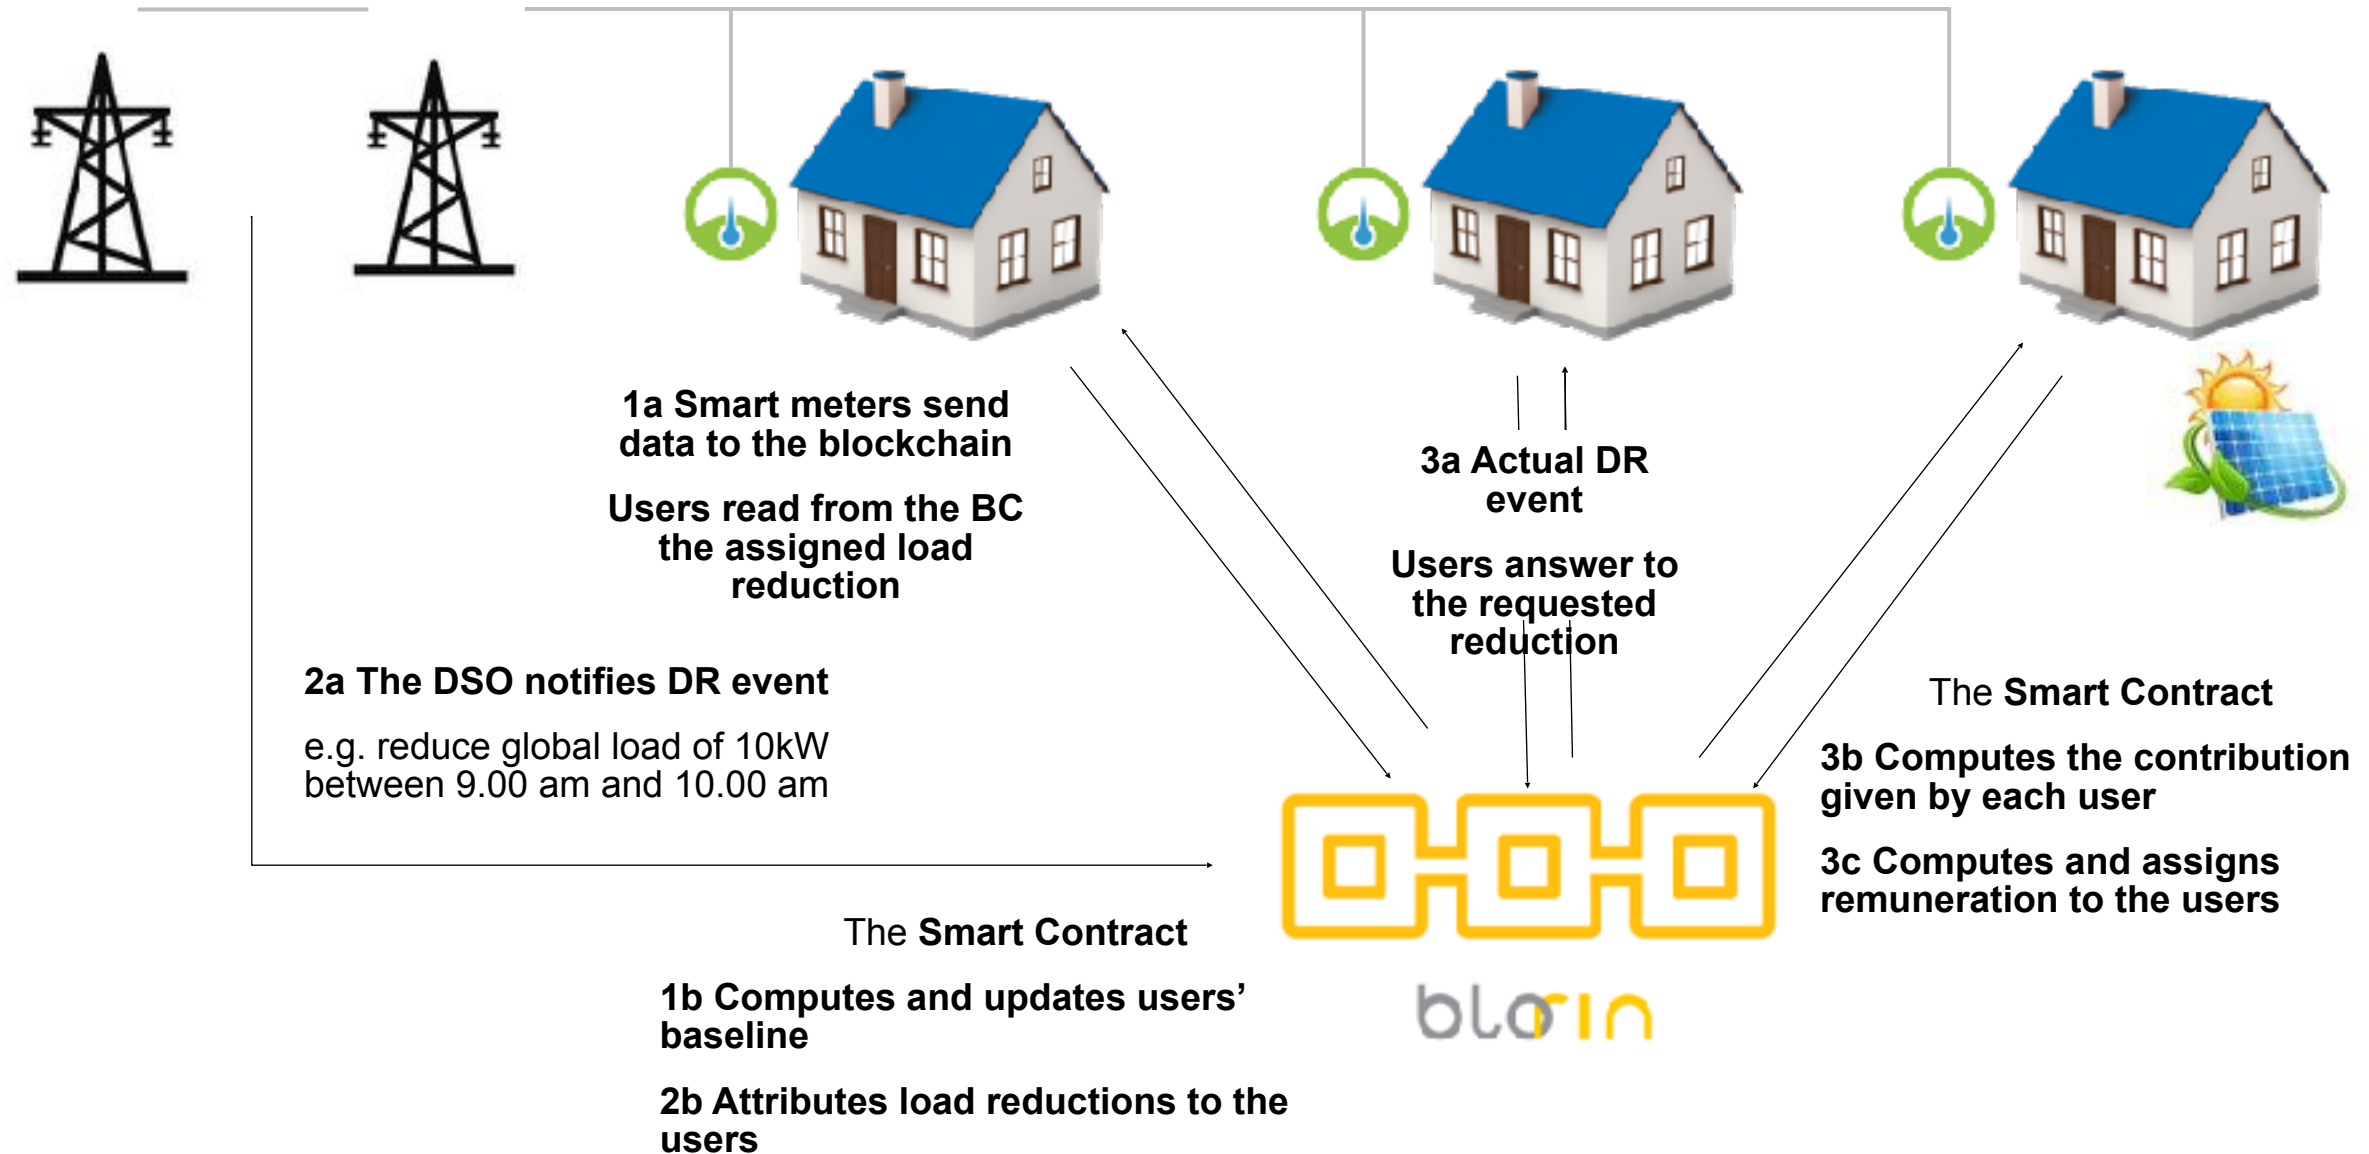 1a Smart meters send
data to the blockchain
Users read from the BC
the assigned load
reduction
3a Actual DR
event
Users answer to
the requested
reduction
2a The DSO notifies DR event
e.g. reduce global load of 10kW
between 9.00 am and 10.00 am
The Smart Contract
3b Computes the contribution
given by each user
3c Computes and assigns
remuneration to the users
The Smart Contract
1b Computes and updates users’
baseline
2b Attributes load reductions to the
users
blorin